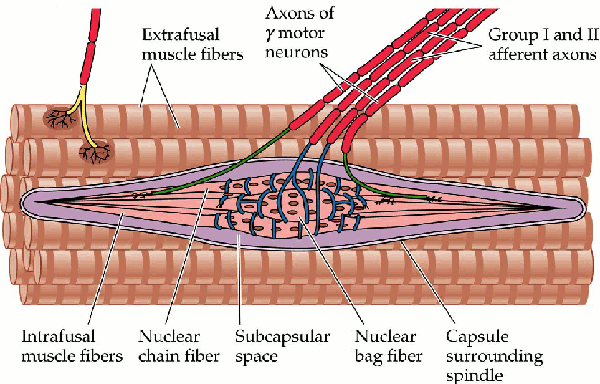 Extrafusal
muscle fibers
Axons of
γ motor
neurons
Group I and II
afferent axons
Intrafusal
muscle fibers
Nuclear
chain fiber
Subcapsular
space
Nuclear
bag fiber
Capsule
surrounding
spindle